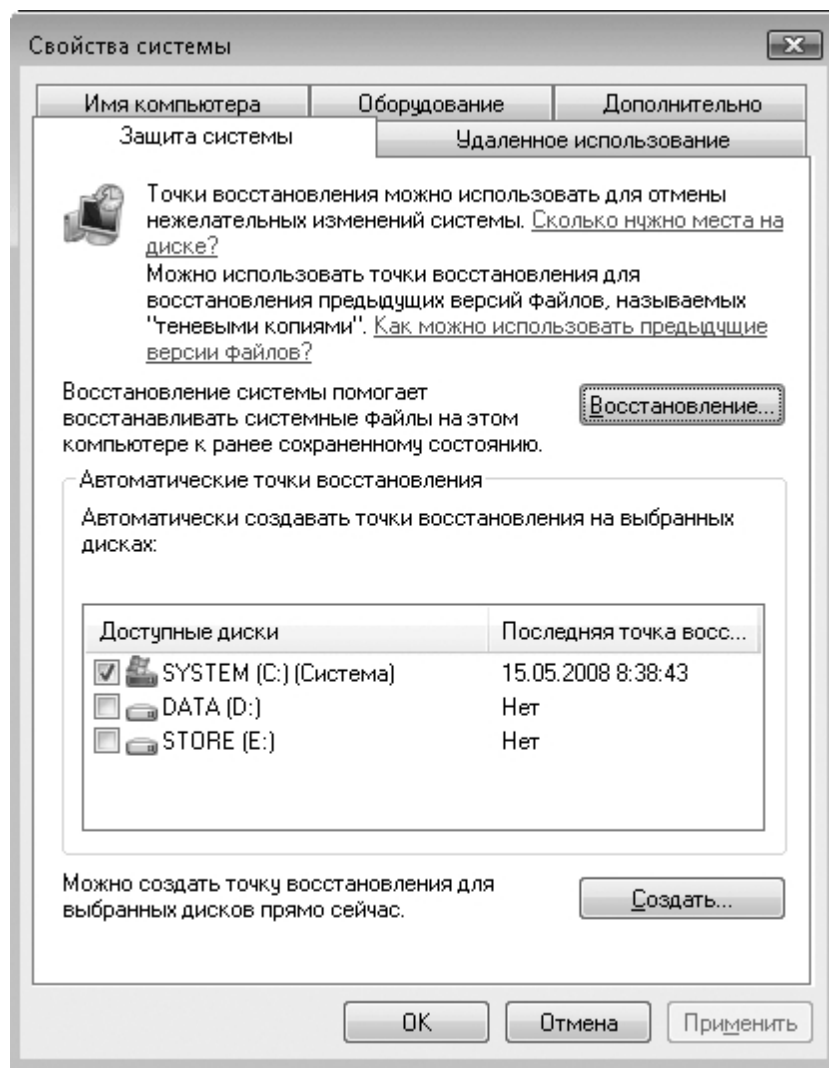 Свойства системы
Имя компьютера
Оборудование
Дополнительно
Защита системы
Удаленное использование
Точки восстановления можно использовать для отмены
нежелательных изменений системы. Сколько нужно места на
диске?
Можно использовать точки восстановления для
восстановления предыдущих версий файлов, называемых
"теневыми копиями". Как можно использовать предыдущие
версии файлов?
Восстановление системы помогает
восстанавливать системные файлы на этом
компьютере к ранее сохраненному состоянию.
Восстановление...
Автоматические точки восстановления
Автоматически создавать точки восстановления на выбранных
дисках:
Доступные диски
Последняя точка восс...
SYSTEM (C:) (Система) 15.05.2008 8:38:43
DATA (D:) Нет
STORE (E:) Нет
Можно создать точку восстановления для
выбранных дисков прямо сейчас.
Создать...
ОК
Отмена
Применить